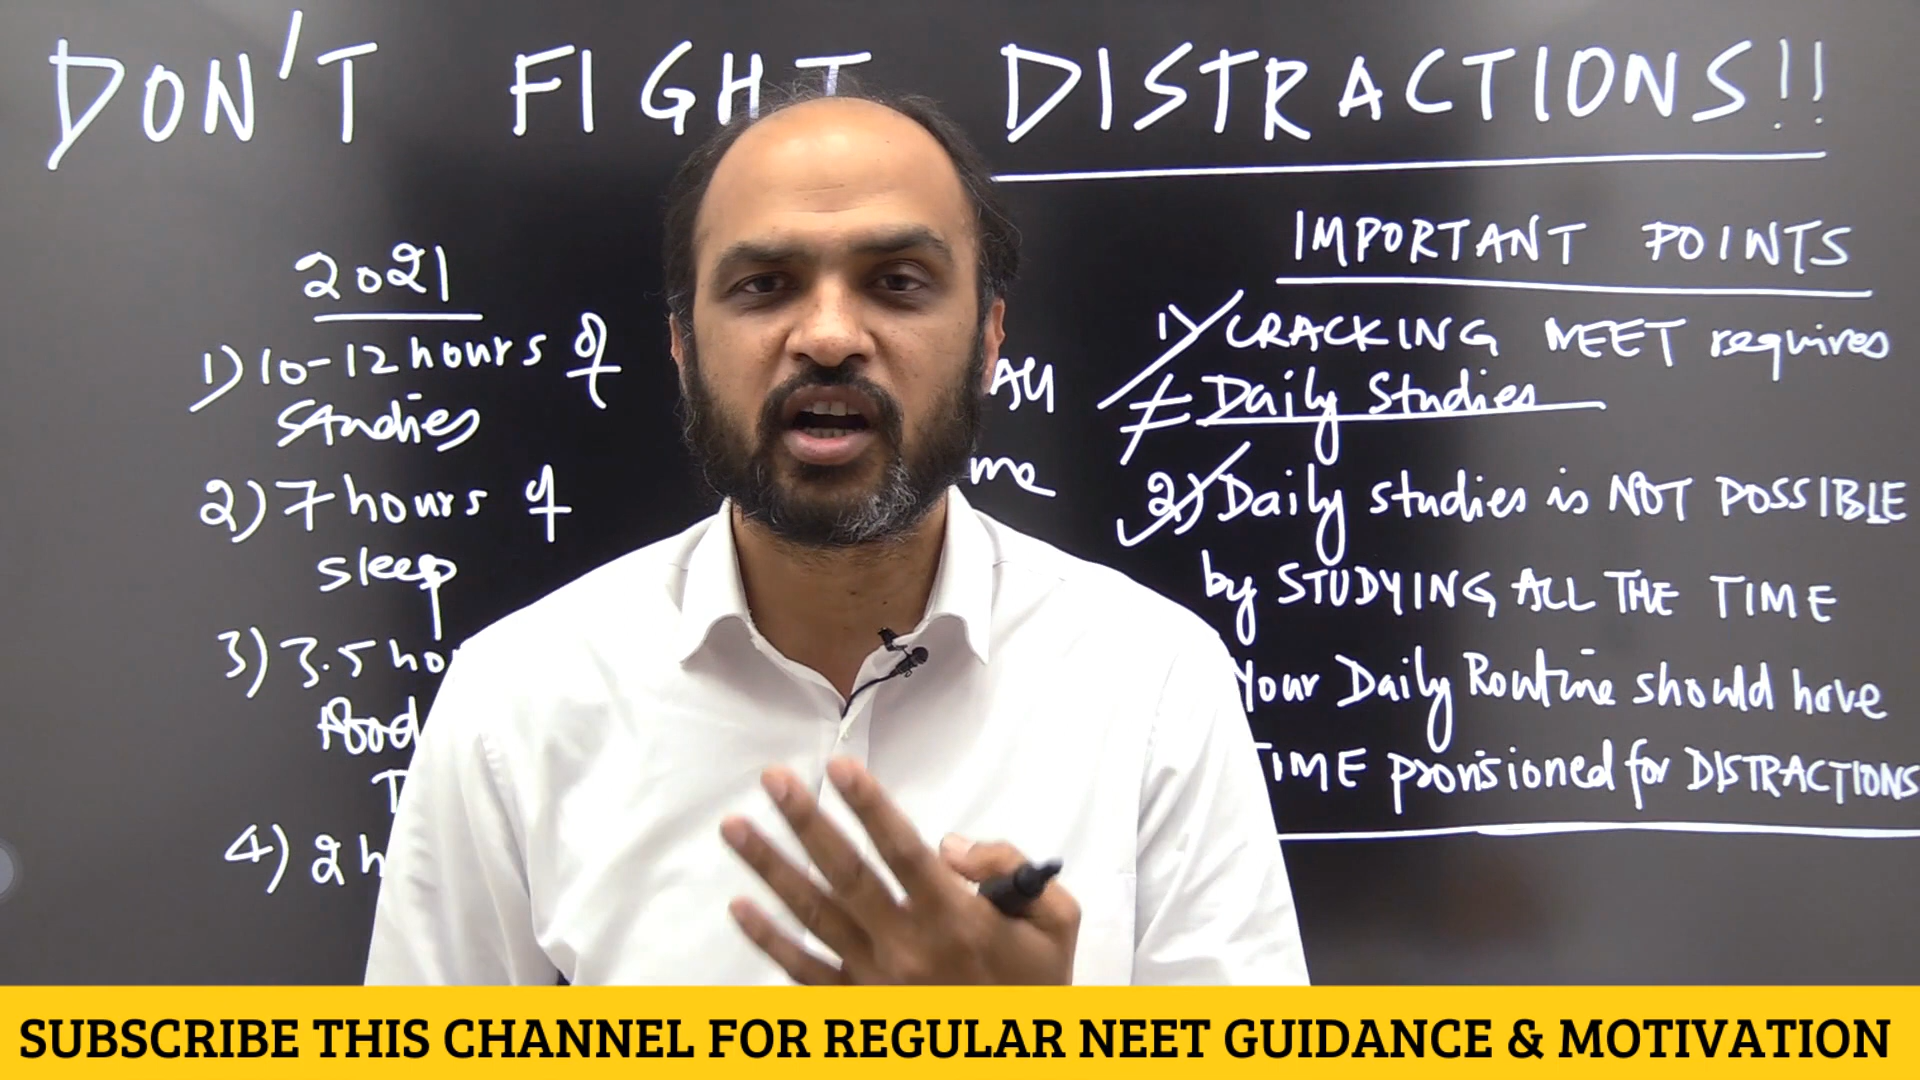 DON'T FIGHT DISTRACTIONS!!
2021
1) 10-12 hours of
Studies
2) 7 hours of
sleep
3) 3.5 ho
4) 2 h
All
me
IMPORTANT POINTS
1) CRACKING NEET requires
Daily Studies
2) Daily studies is NOT POSSIBLE
by STUDYING ALL THE TIME
Your Daily Routine should have
TIME provisioned for DISTRACTIONS
SUBSCRIBE THIS CHANNEL FOR REGULAR NEET GUIDANCE & MOTIVATION